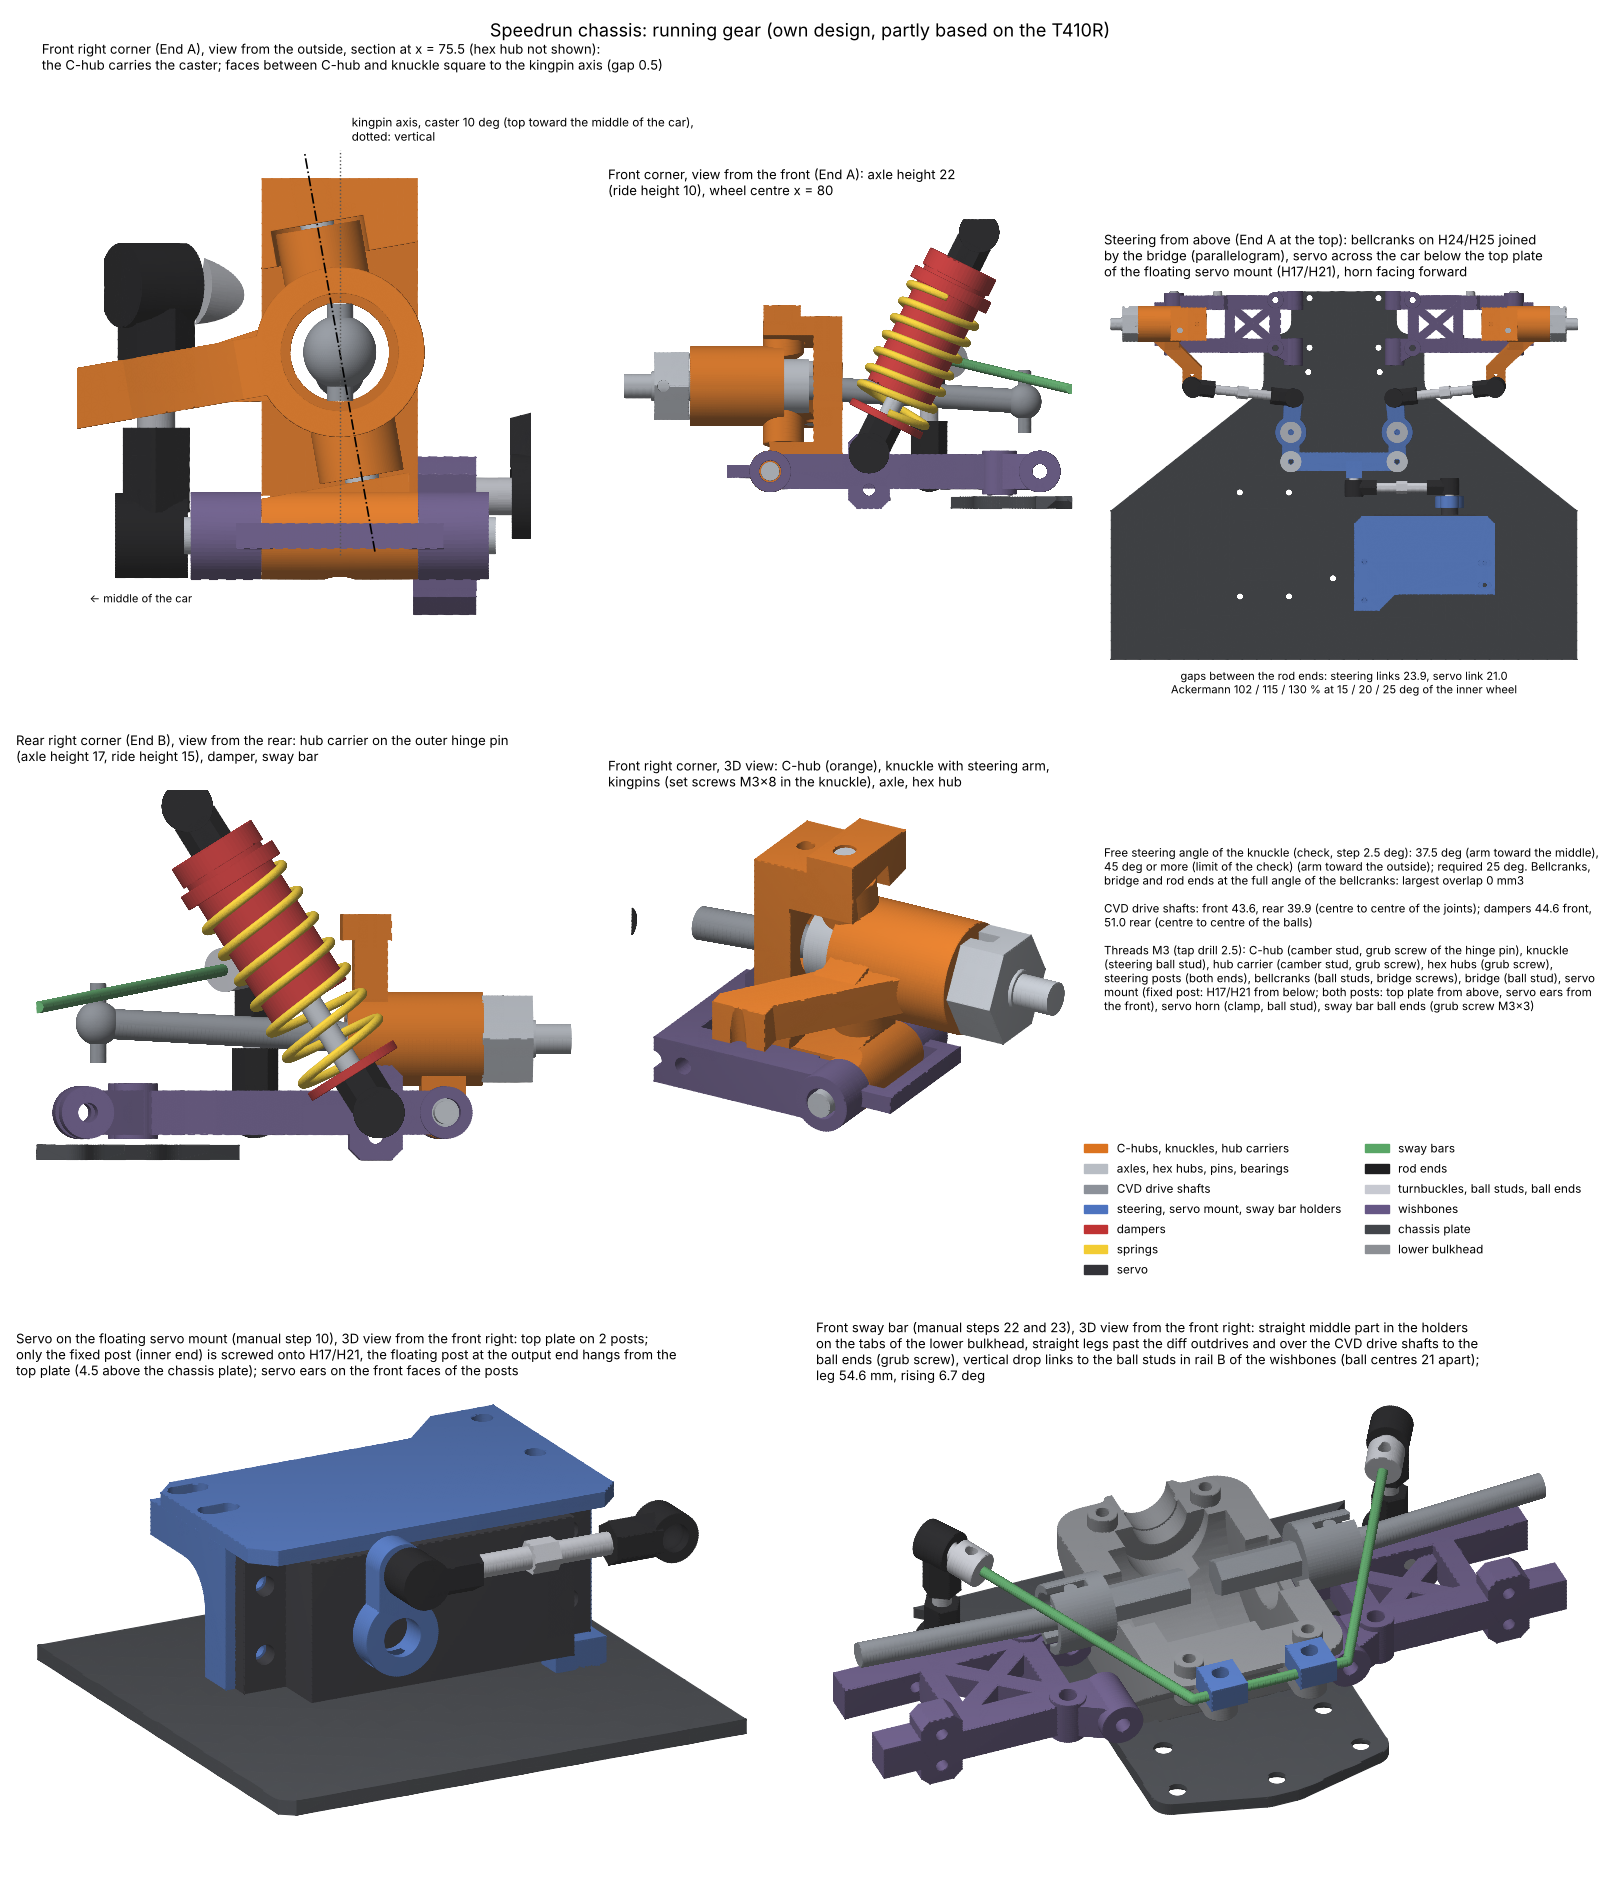 Speedrun chassis: running gear (own design, partly based on the T410R)
Front right corner (End A), view from the outside, section at x = 75.5 (hex hub not shown):
the C-hub carries the caster; faces between C-hub and knuckle square to the kingpin axis (gap 0.5)
kingpin axis, caster 10 deg (top toward the middle of the car),
dotted: vertical
← middle of the car
Front corner, view from the front (End A): axle height 22
(ride height 10), wheel centre x = 80
Steering from above (End A at the top): bellcranks on H24/H25 joined
by the bridge (parallelogram), servo across the car below the top plate
of the floating servo mount (H17/H21), horn facing forward
gaps between the rod ends: steering links 23.9, servo link 21.0
Ackermann 102 / 115 / 130 % at 15 / 20 / 25 deg of the inner wheel
Rear right corner (End B), view from the rear: hub carrier on the outer hinge pin
(axle height 17, ride height 15), damper, sway bar
Front right corner, 3D view: C-hub (orange), knuckle with steering arm,
kingpins (set screws M3×8 in the knuckle), axle, hex hub
Free steering angle of the knuckle (check, step 2.5 deg): 37.5 deg (arm toward the middle),
45 deg or more (limit of the check) (arm toward the outside); required 25 deg. Bellcranks,
bridge and rod ends at the full angle of the bellcranks: largest overlap 0 mm3
CVD drive shafts: front 43.6, rear 39.9 (centre to centre of the joints); dampers 44.6 front,
51.0 rear (centre to centre of the balls)
Threads M3 (tap drill 2.5): C-hub (camber stud, grub screw of the hinge pin), knuckle
(steering ball stud), hub carrier (camber stud, grub screw), hex hubs (grub screw),
steering posts (both ends), bellcranks (ball studs, bridge screws), bridge (ball stud), servo
mount (fixed post: H17/H21 from below; both posts: top plate from above, servo ears from
the front), servo horn (clamp, ball stud), sway bar ball ends (grub screw M3×3)
C-hubs, knuckles, hub carriers
axles, hex hubs, pins, bearings
CVD drive shafts
steering, servo mount, sway bar holders
dampers
springs
servo
sway bars
rod ends
turnbuckles, ball studs, ball ends
wishbones
chassis plate
lower bulkhead
Servo on the floating servo mount (manual step 10), 3D view from the front right: top plate on 2 posts;
only the fixed post (inner end) is screwed onto H17/H21, the floating post at the output end hangs from the
top plate (4.5 above the chassis plate); servo ears on the front faces of the posts
Front sway bar (manual steps 22 and 23), 3D view from the front right: straight middle part in the holders
on the tabs of the lower bulkhead, straight legs past the diff outdrives and over the CVD drive shafts to the
ball ends (grub screw), vertical drop links to the ball studs in rail B of the wishbones (ball centres 21 apart);
leg 54.6 mm, rising 6.7 deg